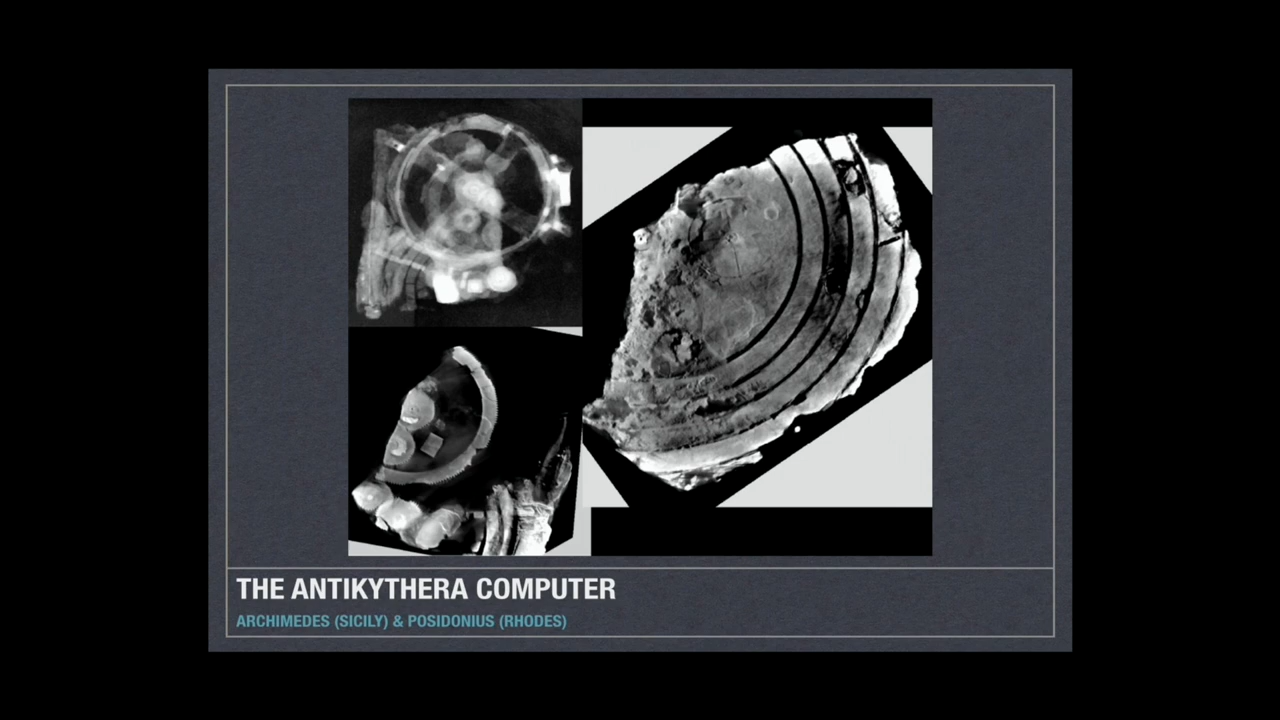 THE ANTIKYTHERA COMPUTER
ARCHIMEDES (SICILY) & POSIDONIUS (RHODES)